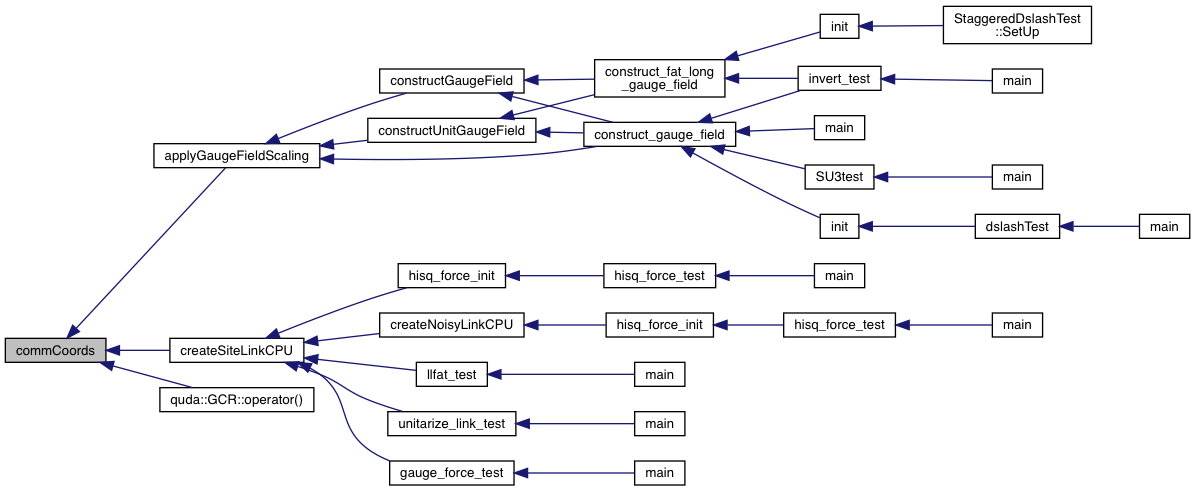 StaggeredDslashTest
::SetUp
init
constructGaugeField
construct_fat_long
_gauge_field
invert_test
main
constructUnitGaugeField
construct_gauge_field
main
applyGaugeFieldScaling
SU3test
main
init
dslashTest
main
hisq_force_init
hisq_force_test
main
createNoisyLinkCPU
hisq_force_init
hisq_force_test
main
commCoords
createSiteLinkCPU
llfat_test
main
quda::GCR::operator()
unitarize_link_test
main
gauge_force_test
main